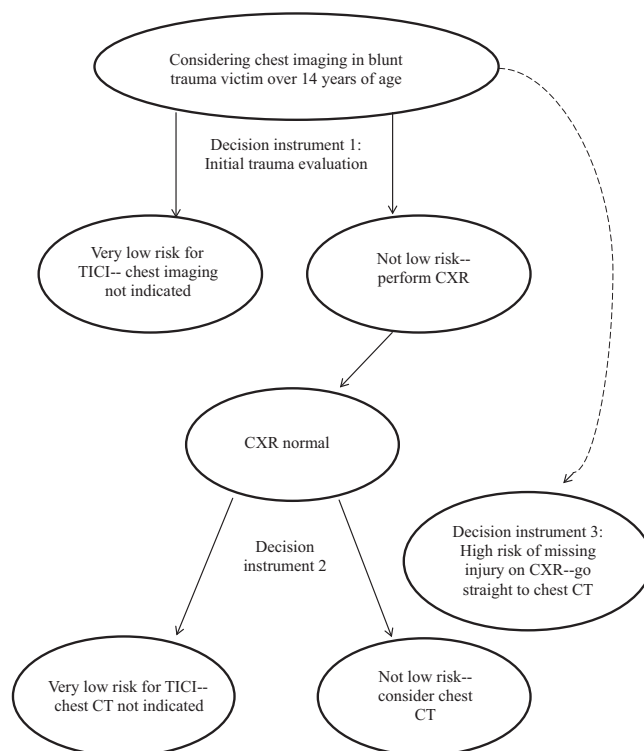 Considering chest imaging in blunt
trauma victim over 14 years of age
Decision instrument 1:
Initial trauma evaluation
Very low risk for
TICI-- chest imaging
not indicated
Not low risk--
perform CXR
CXR normal
Decision
instrument 2
Decision instrument 3:
High risk of missing
injury on CXR--go
straight to chest CT
Very low risk for TICI--
chest CT not indicated
Not low risk--
consider chest
CT